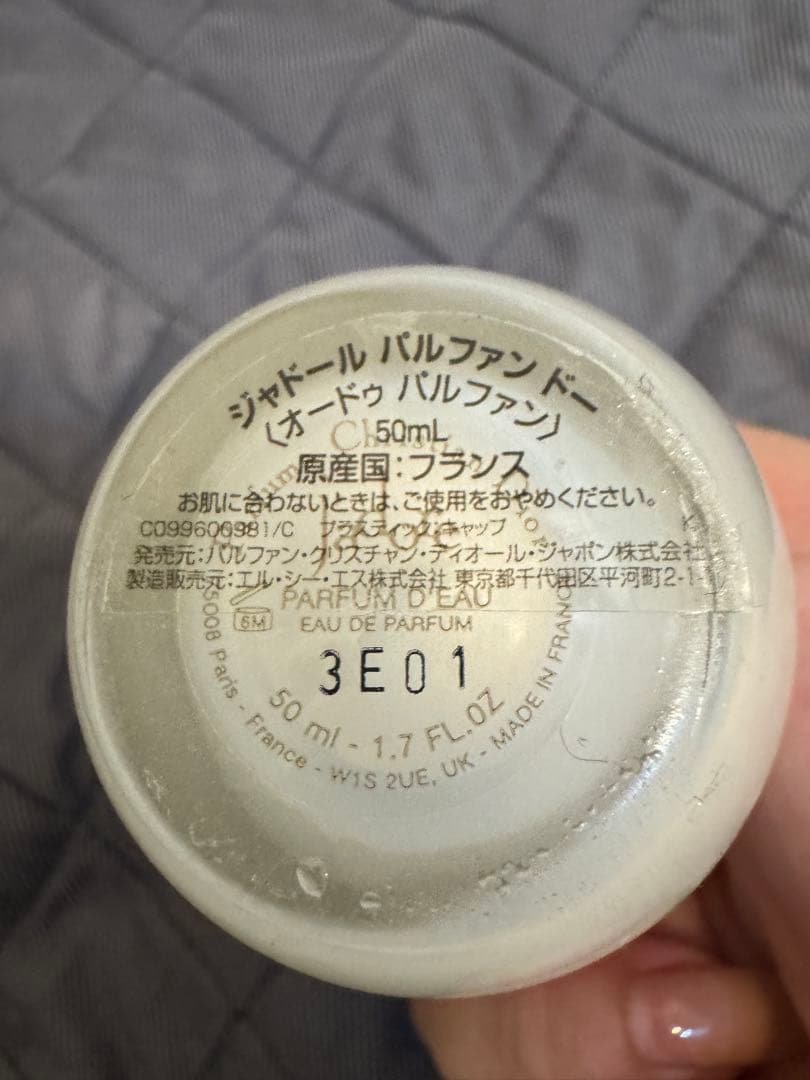 ジャドール パルファン ドー
〈オードゥ パルファン〉
50mL
原産国:フランス
お肌に合わないときは、ご使用をおやめください。
C099600981/C プラスティック:キャップ
発売元:パルファン・クリスチャン・ディオール・ジャポン株式会社
製造販売元:エル・シー・エス株式会社 東京都千代田区平河町2-1-
PARFUM D'EAU
6M
EAU DE PARFUM
3E01
50 ml - 1.7 FL.OZ
75008 Paris - France - W1S 2UE, UK - MADE IN FRANCE